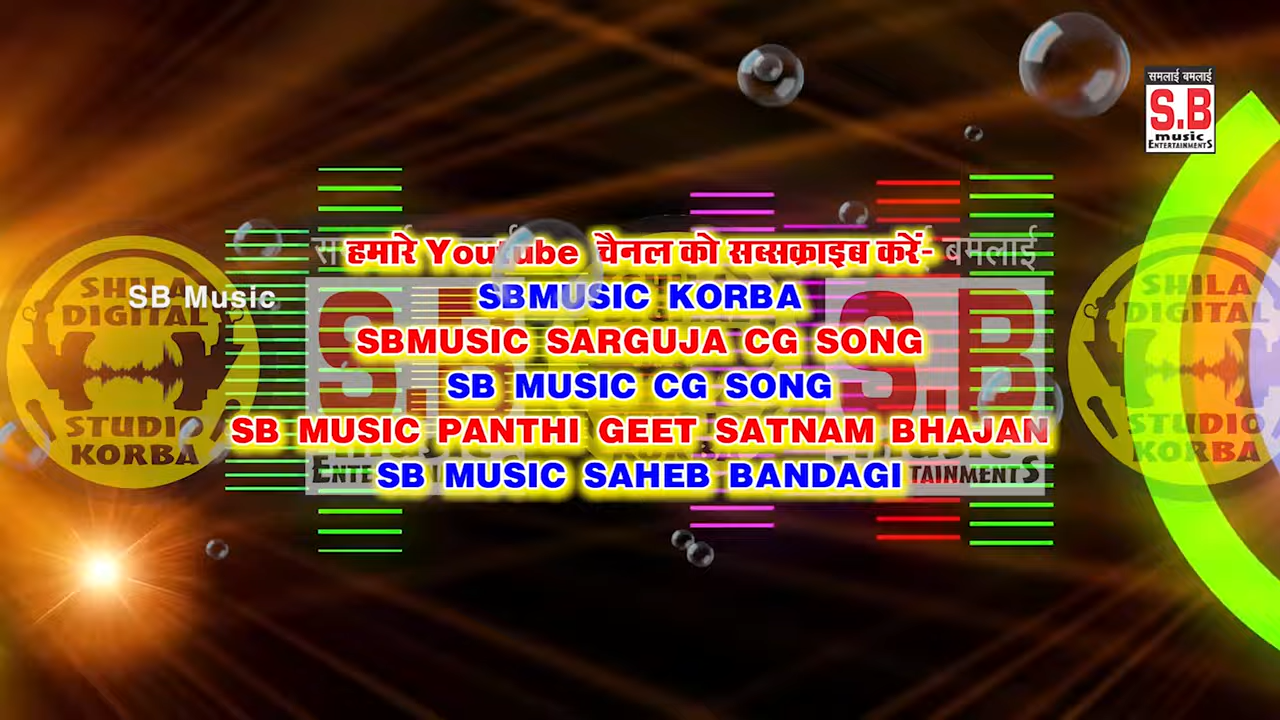 समलाई बमलाई
S.B
music
ENTERTAINMENTS
हमारे Youtube चैनल को सब्सक्राइब करें-
SBMUSIC KORBA
SBMUSIC SARGUJA CG SONG
SB MUSIC CG SONG
SB MUSIC PANTHI GEET SATNAM BHAJAN
SB MUSIC SAHEB BANDAGI
SB Music
SHILA
DIGITAL
STUDIO
KORBA
S.B
बमलाई
S.B
SHILA
DIGITAL
STUDIO
KORBA